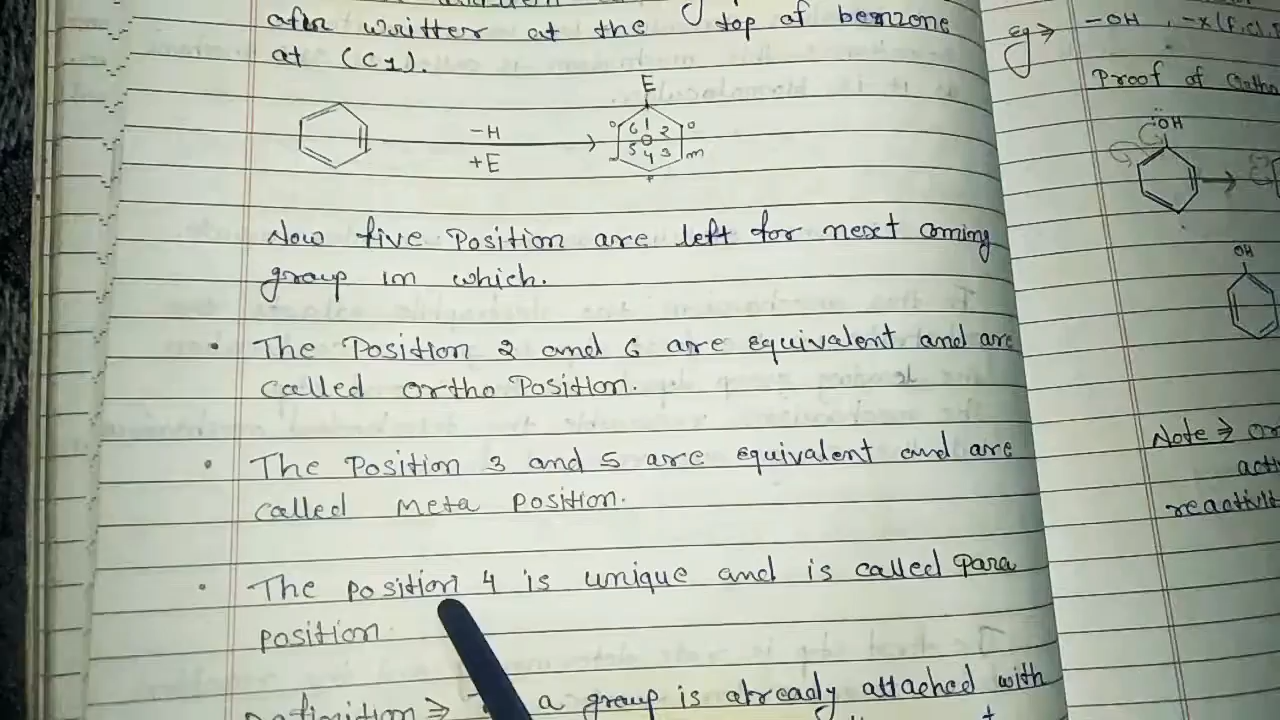 after writter at the top of benzone
at (C1).
-H
+E
E
o 6 1 2 o
5 4 3 m
Now five Position are left for next coming
group in which.
• The Position 2 and 6 are equivalent and are
called ortho Position.
• The Position 3 and 5 are equivalent and are
called Meta position.
• The position 4 is unique and is called para
position
⇒ a group is already attached with
eg → -OH, -X(F, Cl,
Proof of
OH
OH
Note ⇒